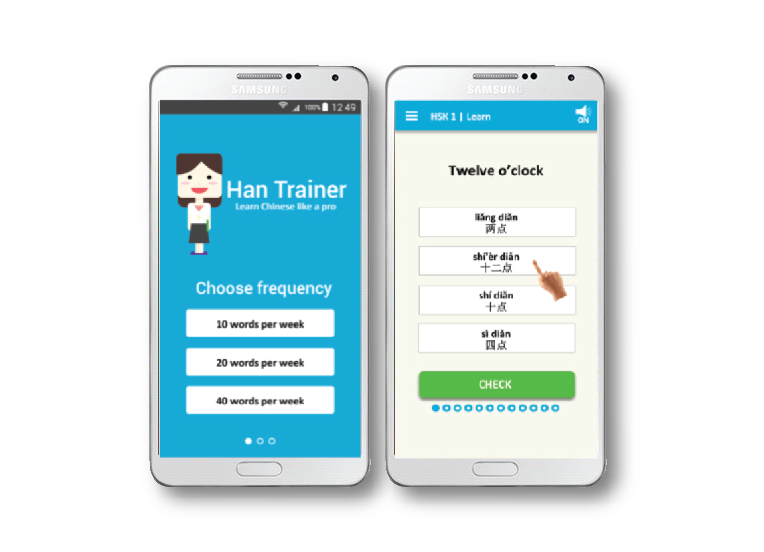 SAMSUNG
100% 12:49
Han Trainer
Learn Chinese like a pro
Choose frequency
10 words per week
20 words per week
40 words per week
SAMSUNG
HSK 1 | Learn
ON
Twelve o'clock
liǎng diǎn
两点
shí'èr diǎn
十二点
shí diǎn
十点
sì diǎn
四点
CHECK